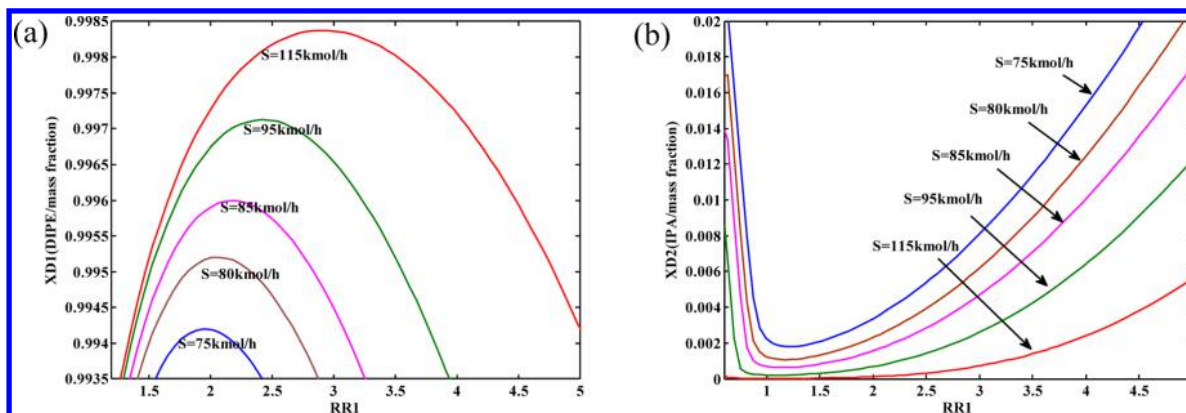 (a)
XD1(DIPE/mass fraction)
0.9985
0.998
0.9975
0.997
0.9965
0.996
0.9955
0.995
0.9945
0.994
0.9935
S=115kmol/h
S=95kmol/h
S=85kmol/h
S=80kmol/h
S=75kmol/h
1.5 2 2.5 3 3.5 4 4.5 5
RR1
(b)
XD2(IPA/mass fraction)
0.02
0.018
0.016
0.014
0.012
0.01
0.008
0.006
0.004
0.002
0
S=75kmol/h
S=80kmol/h
S=85kmol/h
S=95kmol/h
S=115kmol/h
1 1.5 2 2.5 3 3.5 4 4.5
RR1